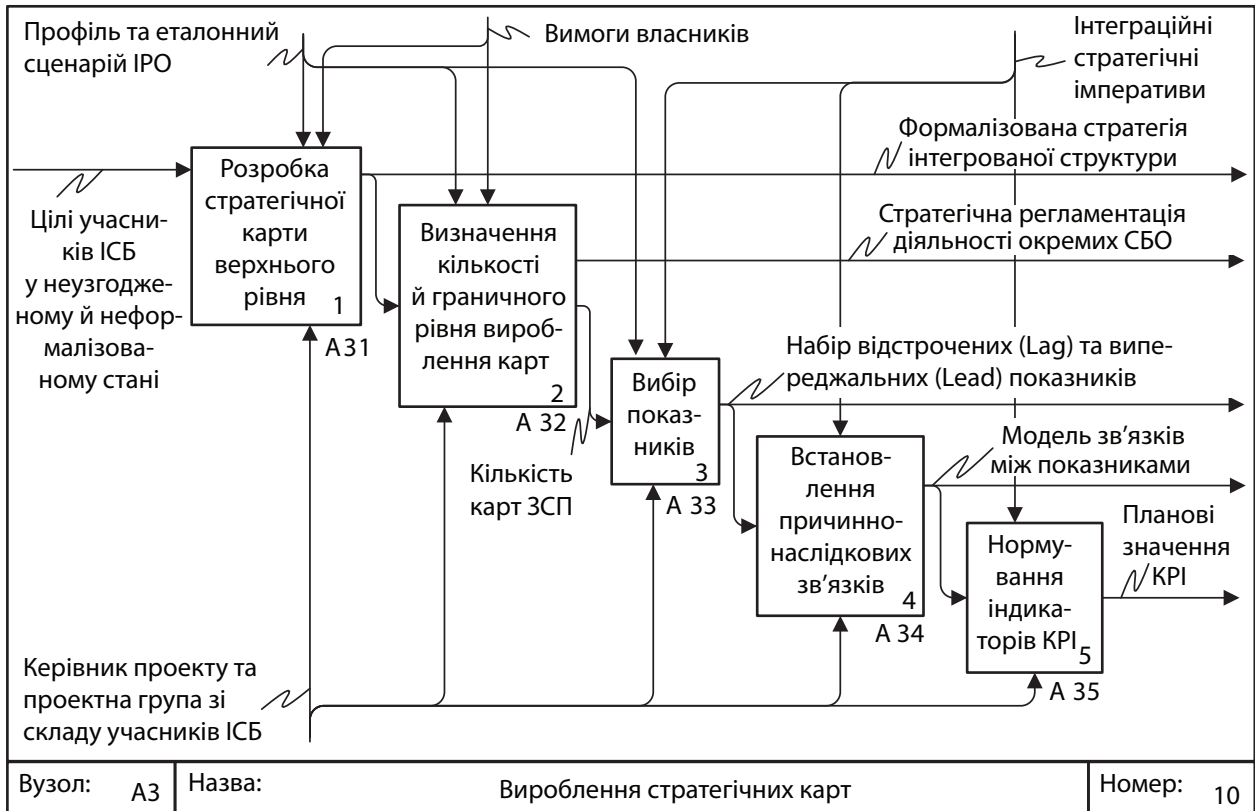 Профіль та еталонний
сценарій ІРО
Вимоги власників
Інтеграційні
стратегічні
імперативи
Формалізована стратегія
інтегрованої структури
Розробка
стратегічної
карти
верхнього
рівня
1
А31
Цілі учасни-
ків ІСБ
у неузгодже-
ному й нефор-
малізова-
ному стані
Стратегічна регламентація
діяльності окремих СБО
Визначення
кількості
й граничного
рівня вироб-
лення карт
2
А 32
Набір відстрочених (Lag) та випе-
реджальних (Lead) показників
Вибір
показ-
ників
3
А 33
Кількість
карт ЗСП
Модель зв'язків
між показниками
Встанов-
лення
причинно-
наслідкових
зв'язків
4
А 34
Планові
значення
КРІ
Норму-
вання
індика-
торів КРІ
5
А 35
Керівник проекту та
проектна група зі
складу учасників ІСБ
Вузол: А3
Назва: Вироблення стратегічних карт
Номер: 10